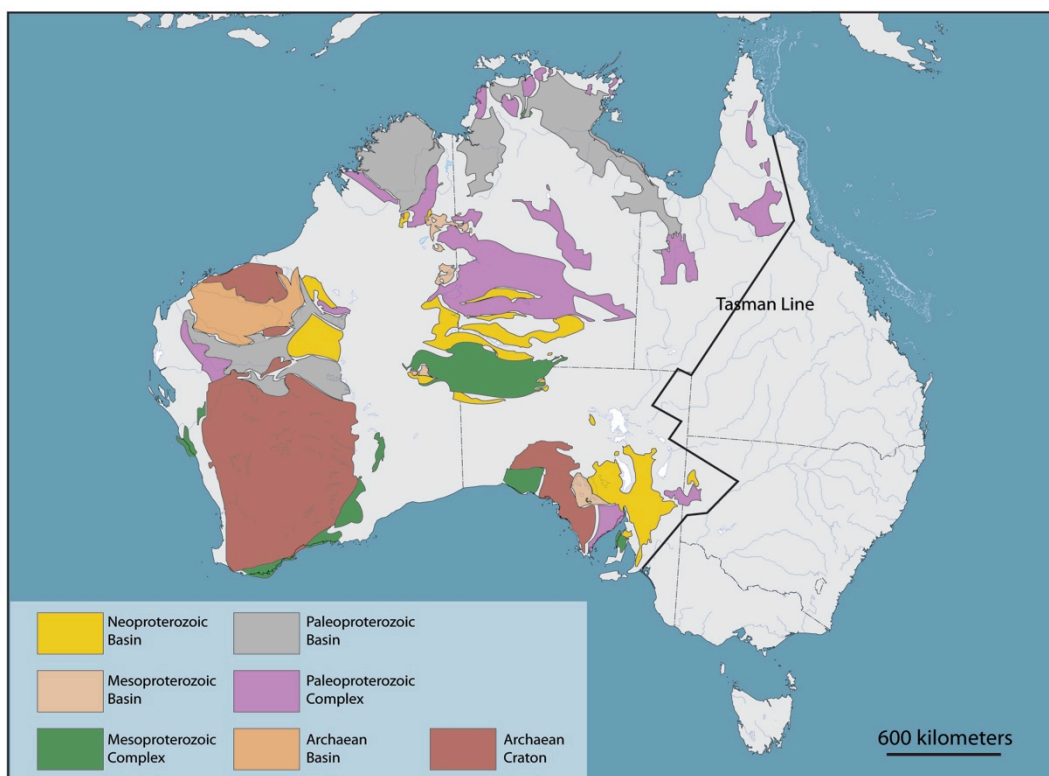 Tasman Line
Neoproterozoic
Basin
Paleoproterozoic
Basin
Mesoproterozoic
Basin
Paleoproterozoic
Complex
Mesoproterozoic
Complex
Archaean
Basin
Archaean
Craton
600 kilometers